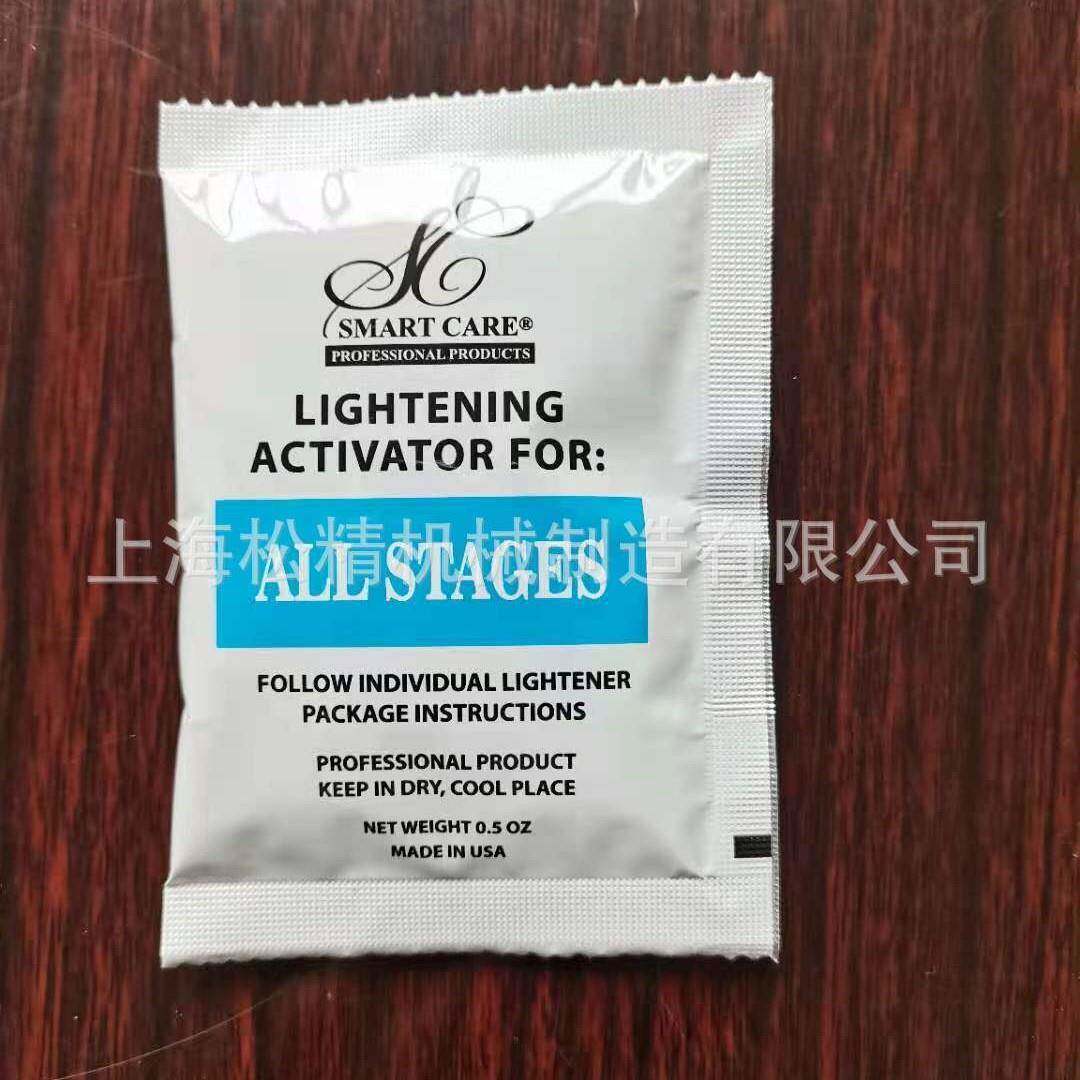 SC
SMART CARE®
PROFESSIONAL PRODUCTS
LIGHTENING
ACTIVATOR FOR:
上海松精机械制造有限公司
ALL STAGES
FOLLOW INDIVIDUAL LIGHTENER
PACKAGE INSTRUCTIONS
PROFESSIONAL PRODUCT
KEEP IN DRY, COOL PLACE
NET WEIGHT 0.5 OZ
MADE IN USA